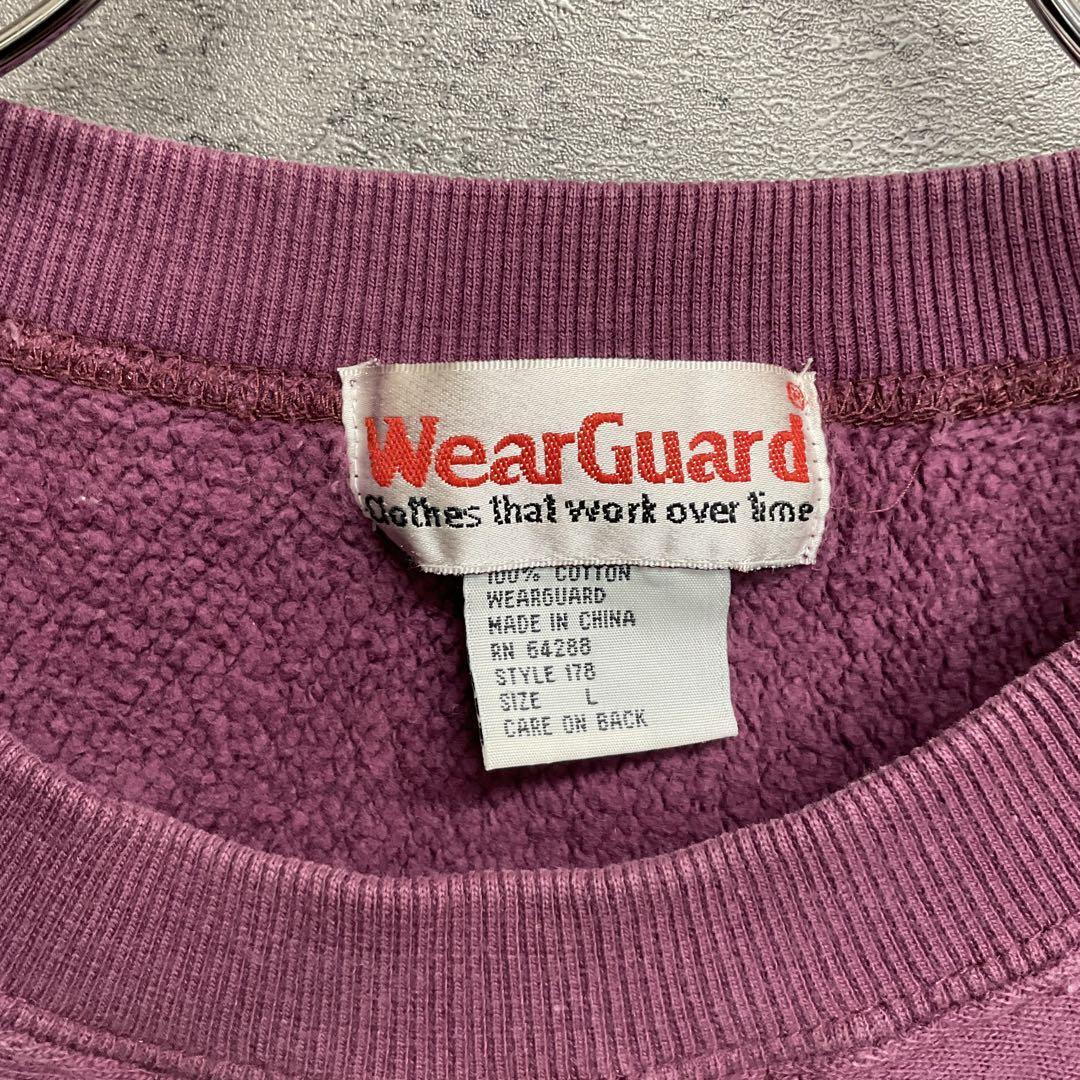 WearGuard®
Clothes that work over time
100% COTTON
WEARGUARD
MADE IN CHINA
RN 64288
STYLE 178
SIZE L
CARE ON BACK